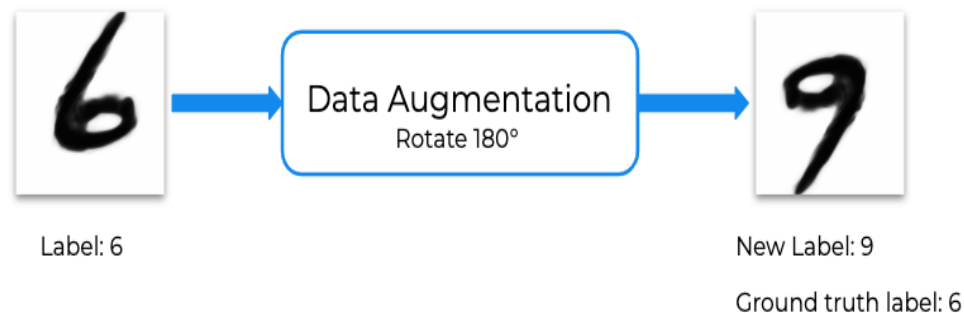 6
Data Augmentation
Rotate 180°
9
Label: 6
New Label: 9
Ground truth label: 6